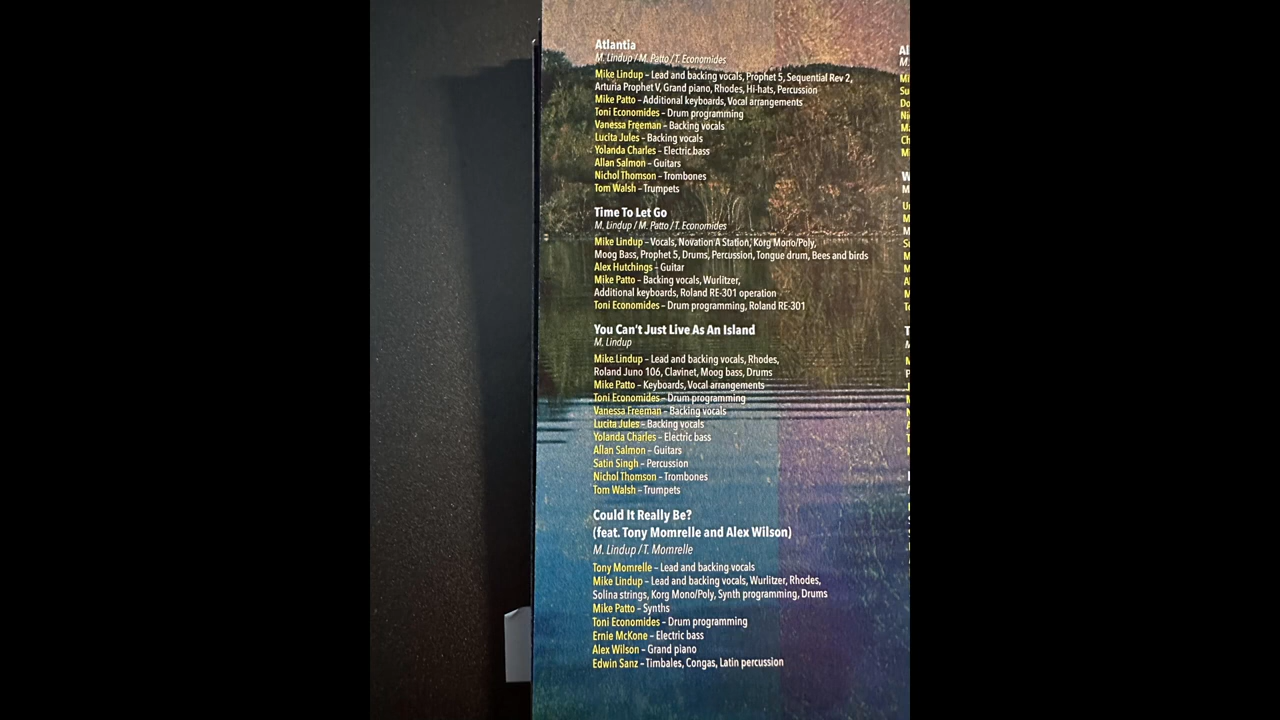 Atlantia
M. Lindup / M. Patto / T. Economides
Mike Lindup – Lead and backing vocals, Prophet 5, Sequential Rev 2,
Arturia Prophet V, Grand piano, Rhodes, Hi-hats, Percussion
Mike Patto – Additional keyboards, Vocal arrangements
Toni Economides – Drum programming
Vanessa Freeman – Backing vocals
Lucita Jules – Backing vocals
Yolanda Charles – Electric bass
Allan Salmon – Guitars
Nichol Thomson – Trombones
Tom Walsh – Trumpets
Time To Let Go
M. Lindup / M. Patto / T. Economides
Mike Lindup – Vocals, Novation A Station, Korg Mono/Poly,
Moog Bass, Prophet 5, Drums, Percussion, Tongue drum, Bees and birds
Alex Hutchings – Guitar
Mike Patto – Backing vocals, Wurlitzer,
Additional keyboards, Roland RE-301 operation
Toni Economides – Drum programming, Roland RE-301
You Can't Just Live As An Island
M. Lindup
Mike Lindup – Lead and backing vocals, Rhodes,
Roland Juno 106, Clavinet, Moog bass, Drums
Mike Patto – Keyboards, Vocal arrangements
Toni Economides – Drum programming
Vanessa Freeman – Backing vocals
Lucita Jules – Backing vocals
Yolanda Charles – Electric bass
Allan Salmon – Guitars
Satin Singh – Percussion
Nichol Thomson – Trombones
Tom Walsh – Trumpets
Could It Really Be?
(feat. Tony Momrelle and Alex Wilson)
M. Lindup / T. Momrelle
Tony Momrelle – Lead and backing vocals
Mike Lindup – Lead and backing vocals, Wurlitzer, Rhodes,
Solina strings, Korg Mono/Poly, Synth programming, Drums
Mike Patto – Synths
Toni Economides – Drum programming
Ernie McKone – Electric bass
Alex Wilson – Grand piano
Edwin Sanz – Timbales, Congas, Latin percussion